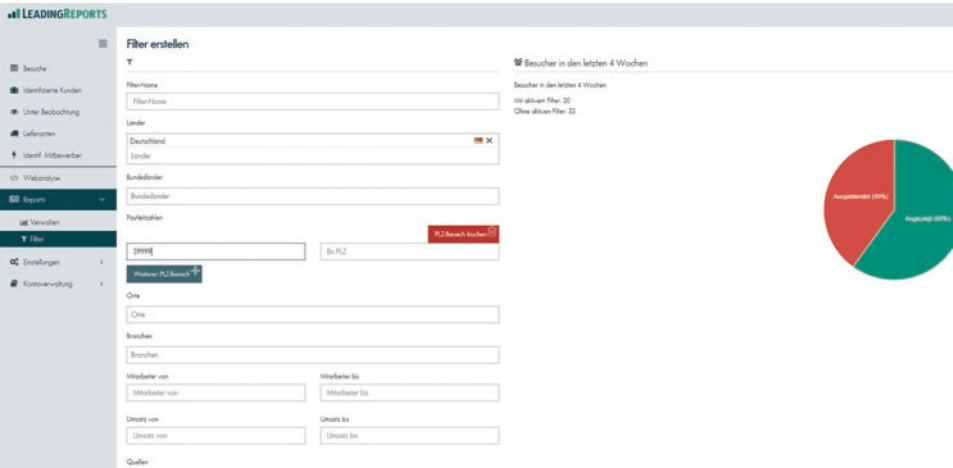 LEADINGREPORTS
Filter erstellen
Besuche
Identifizierte Kunden
Unter Beobachtung
Lieferanten
Identif. Mitbewerber
Webanalyse
Reports
Verwalten
Filter
Einstellungen
Kontoverwaltung
Filter-Name
Filter-Name
Länder
Deutschland
Länder
Bundesländer
Bundesländer
Postleitzahlen
PLZ-Bereich löschen
19999
Bis PLZ
Weiterer PLZ-Bereich
Orte
Orte
Branchen
Branchen
Mitarbeiter von
Mitarbeiter bis
Mitarbeiter von
Mitarbeiter bis
Umsatz von
Umsatz bis
Umsatz von
Umsatz bis
Quellen
Besucher in den letzten 4 Wochen
Besucher in den letzten 4 Wochen
Mit aktivem Filter: 20
Ohne aktiven Filter: 33
Ausgeblendet (40%)
Angezeigt (60%)